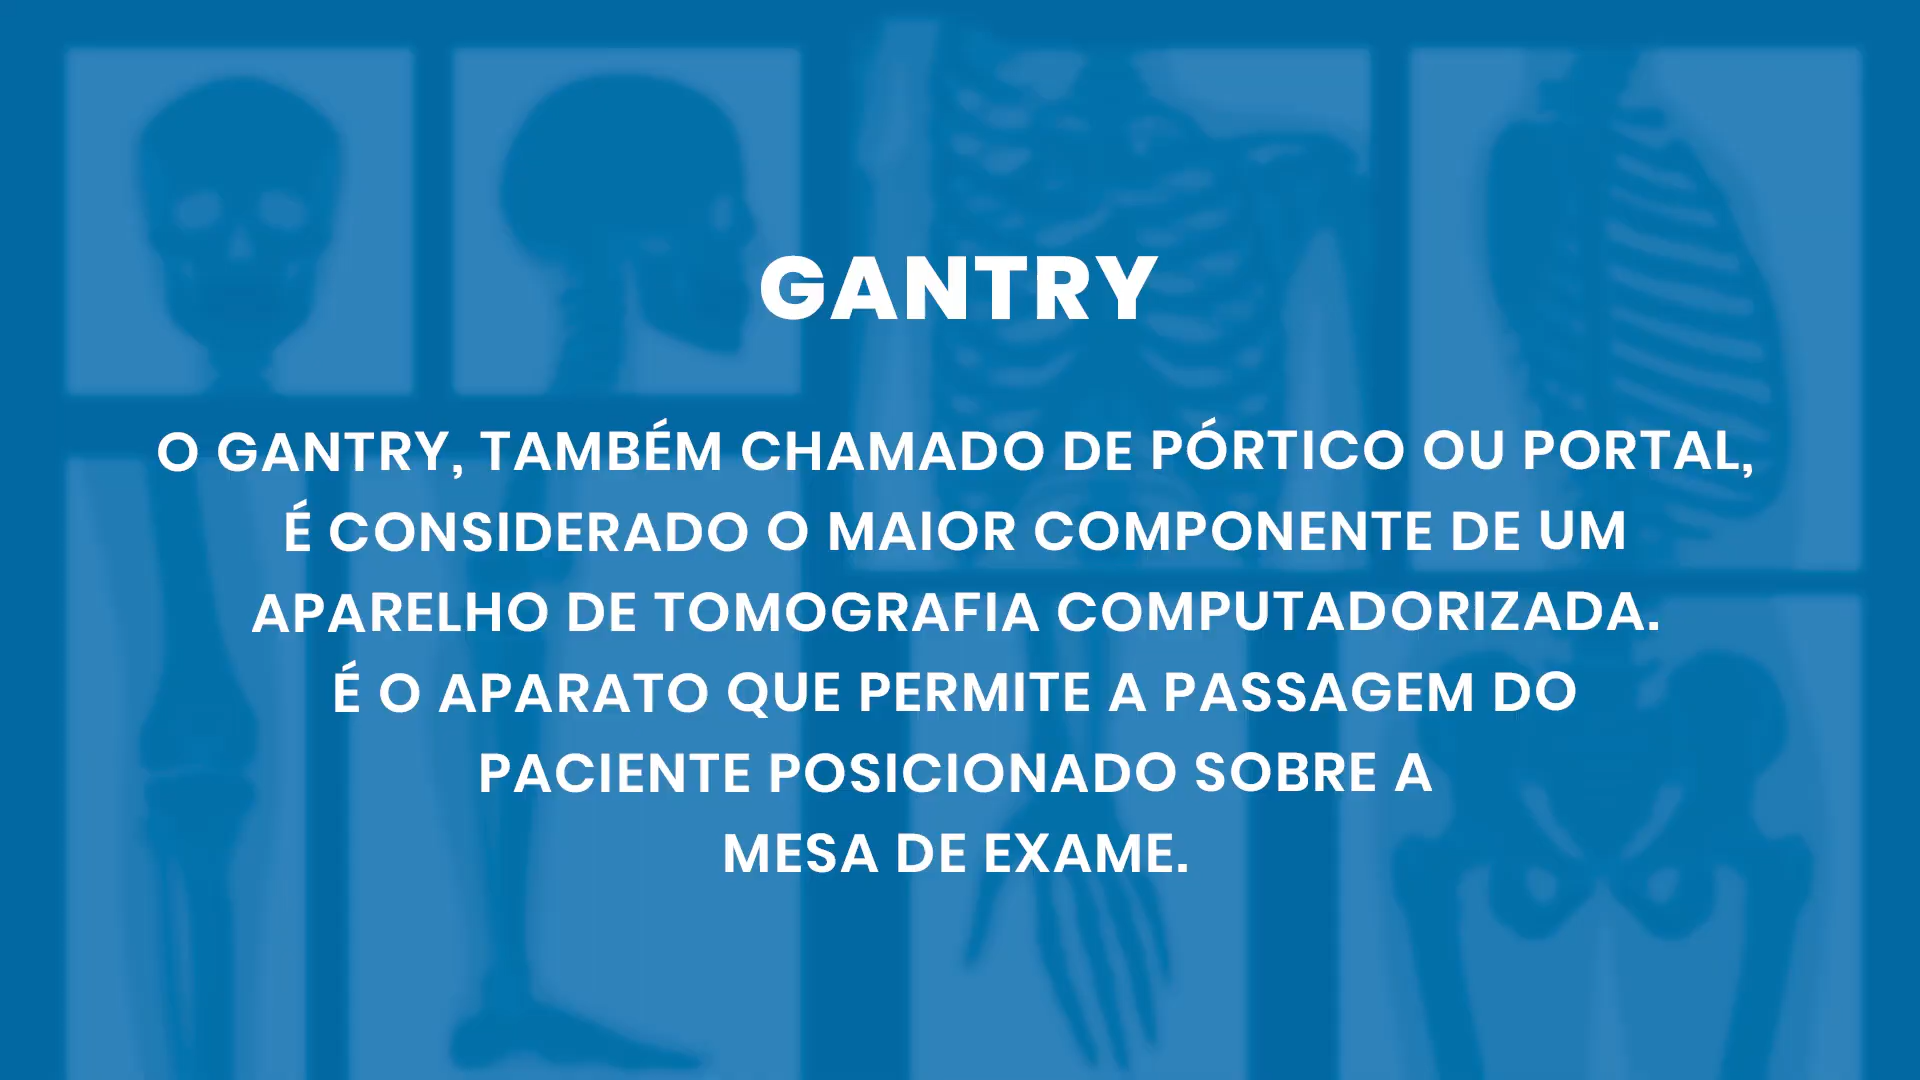 GANTRY
O GANTRY, TAMBÉM CHAMADO DE PÓRTICO OU PORTAL,
É CONSIDERADO O MAIOR COMPONENTE DE UM
APARELHO DE TOMOGRAFIA COMPUTADORIZADA.
É O APARATO QUE PERMITE A PASSAGEM DO
PACIENTE POSICIONADO SOBRE A
MESA DE EXAME.